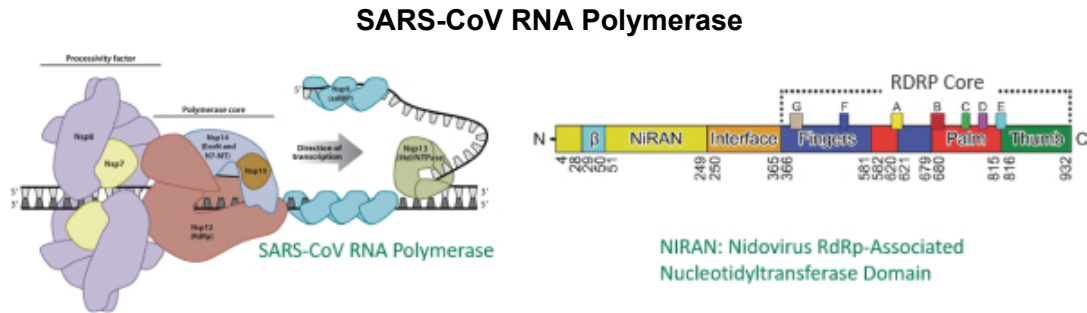 SARS-CoV RNA Polymerase
Processivity factor
Polymerase core
Nsp8
Nsp7
Nsp14
(ExoN and
N7-MT)
Nsp10
Nsp12
(RdRp)
Nsp9
(ssRBP)
Direction of
transcription
Nsp13
(Hel/NTPase)
5'
5'
3'
5'
3'
SARS-CoV RNA Polymerase
RDRP Core
G F A B C D E
N β NiRAN Interface Fingers Palm Thumb C
4 28 29 50 51 249 250 365 366 581 582 620 621 679 680 815 816 932
NIRAN: Nidovirus RdRp-Associated
Nucleotidyltransferase Domain